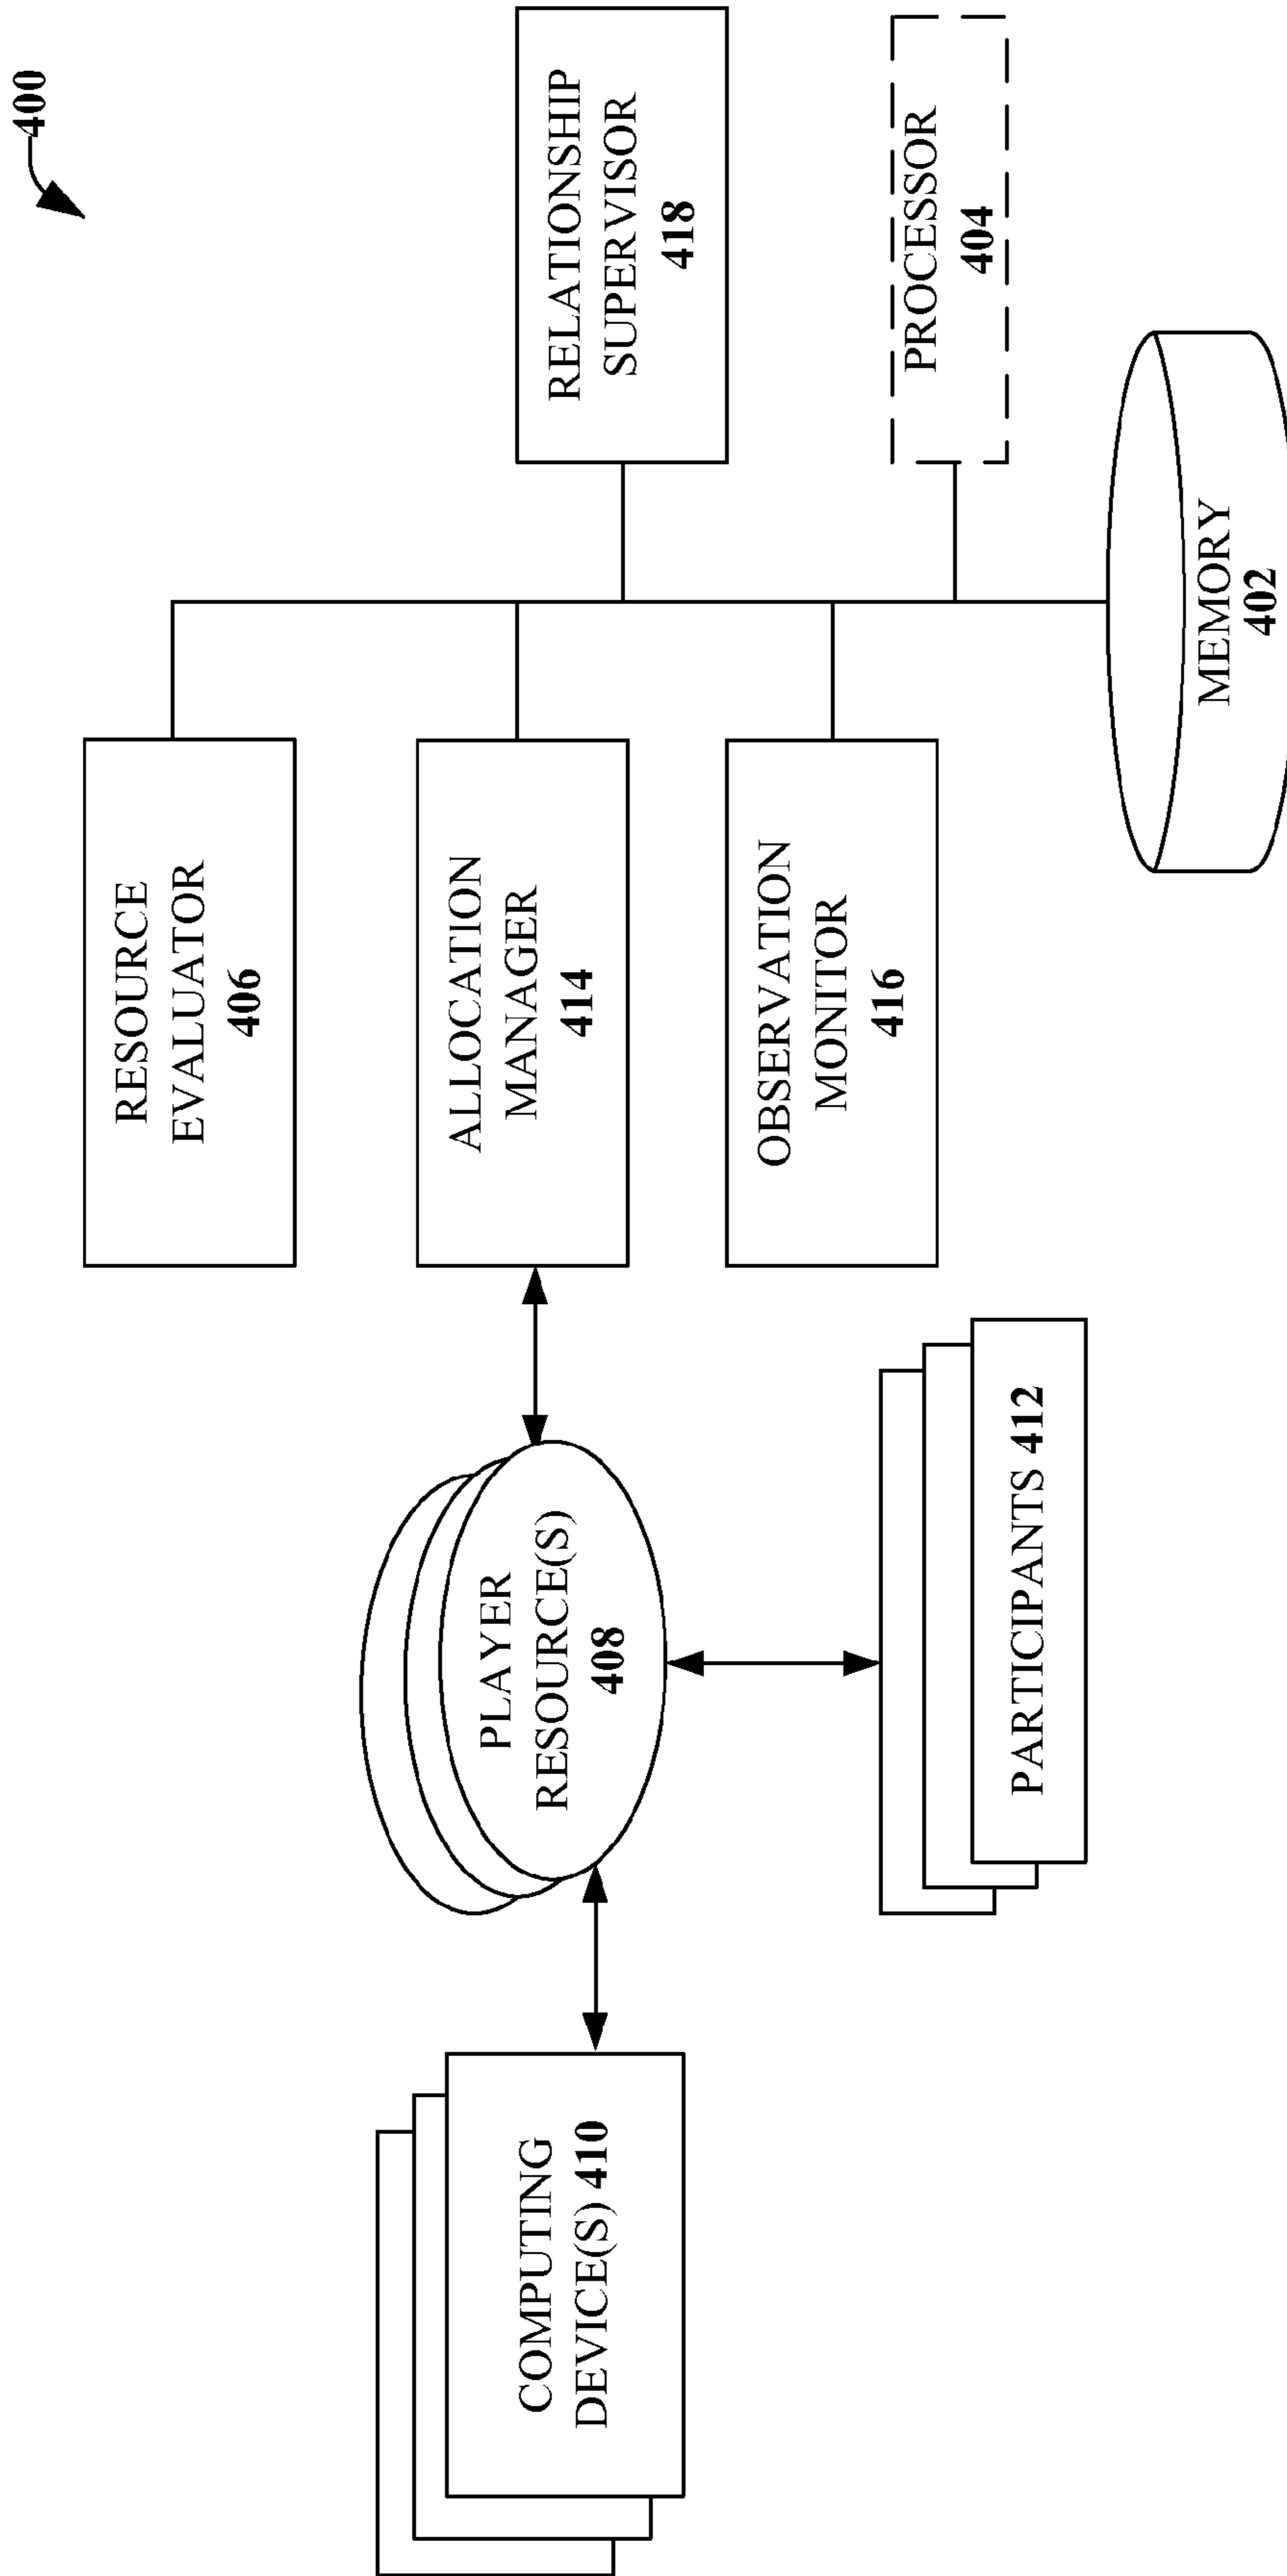 400
COMPUTING
DEVICE(S) 410
PLAYER
RESOURCE(S)
408
PARTICIPANTS 412
RESOURCE
EVALUATOR
406
ALLOCATION
MANAGER
414
OBSERVATION
MONITOR
416
RELATIONSHIP
SUPERVISOR
418
PROCESSOR
404
MEMORY
402